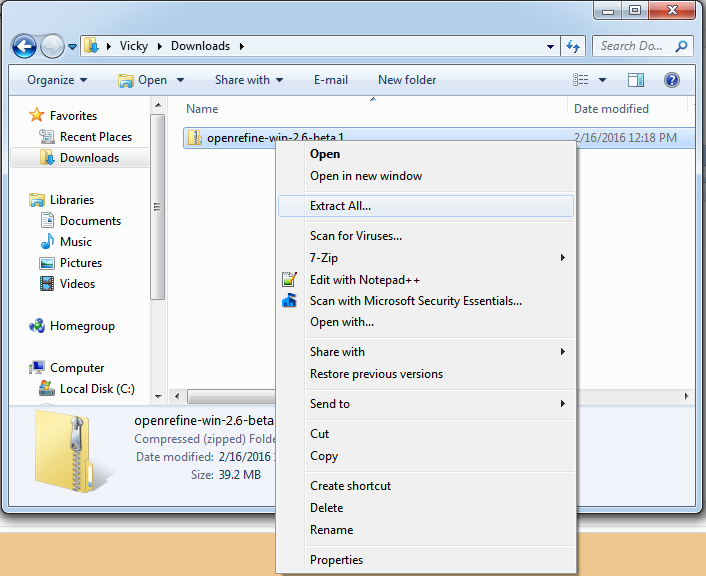 Vicky
Downloads
Search Do...
Organize
Open
Share with
E-mail
New folder
Name
Date modified
Favorites
Recent Places
Downloads
Libraries
Documents
Music
Pictures
Videos
Homegroup
Computer
Local Disk (C:)
openrefine-win-2.6-beta.1
2/16/2016 12:18 PM
Open
Open in new window
Extract All...
Scan for Viruses...
7-Zip
Edit with Notepad++
Scan with Microsoft Security Essentials...
Open with...
Share with
Restore previous versions
Send to
Cut
Copy
Create shortcut
Delete
Rename
Properties
openrefine-win-2.6-beta
Compressed (zipped) Folde
Date modified: 2/16/2016
Size: 39.2 MB